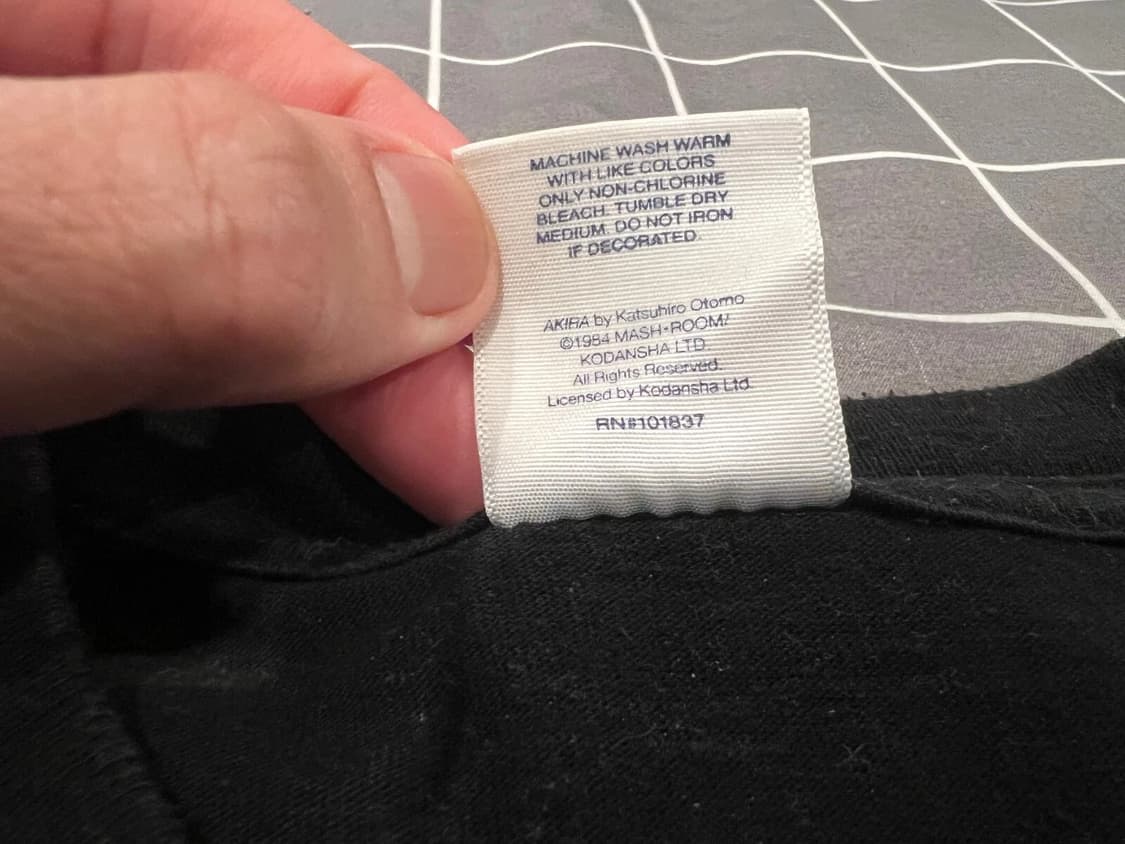 MACHINE WASH WARM
WITH LIKE COLORS
ONLY NON-CHLORINE
BLEACH. TUMBLE DRY
MEDIUM. DO NOT IRON
IF DECORATED.
AKIRA by Katsuhiro Otomo
©1984 MASH•ROOM/
KODANSHA LTD.
All Rights Reserved.
Licensed by Kodansha Ltd.
RN#101837